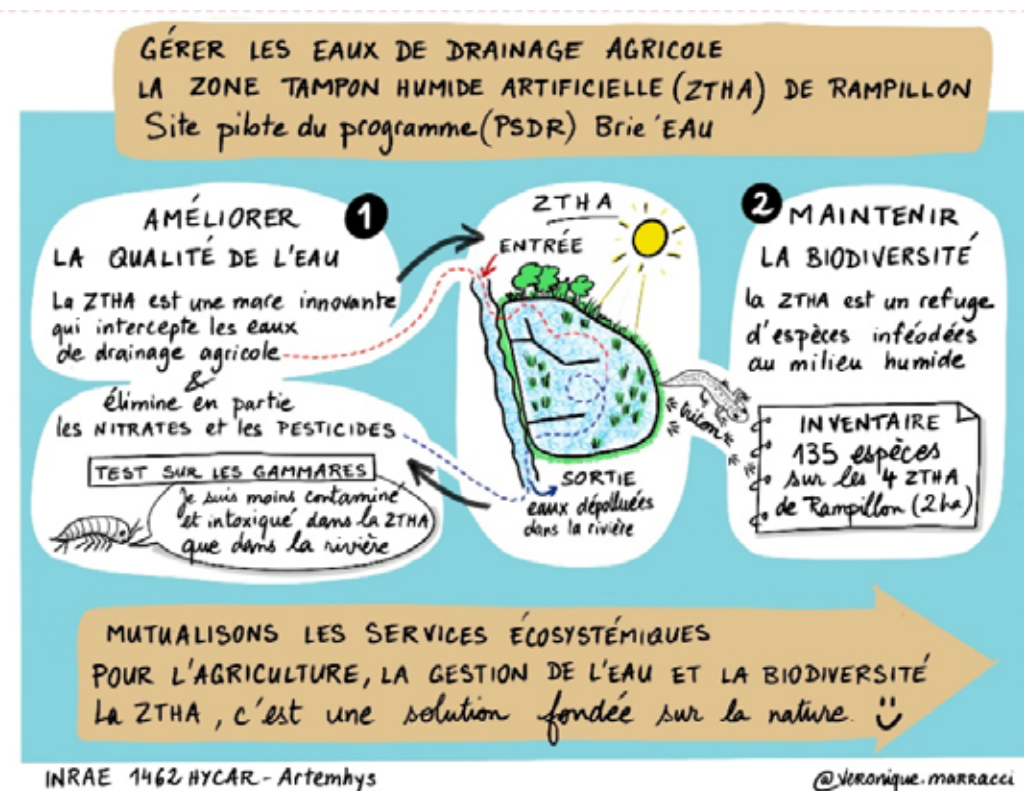 GÉRER LES EAUX DE DRAINAGE AGRICOLE
LA ZONE TAMPON HUMIDE ARTIFICIELLE (ZTHA) DE RAMPILLON
Site pilote du programme (PSDR) Brie'EAU
1
AMÉLIORER
LA QUALITÉ DE L'EAU
La ZTHA est une mare innovante
qui intercepte les eaux
de drainage agricole
&
élimine en partie
les NITRATES et les PESTICIDES
TEST SUR LES GAMMARES
Je suis moins contaminé
et intoxiqué dans la ZTHA
que dans la rivière
ZTHA
ENTRÉE
SORTIE
eaux dépolluées
dans la rivière
2
MAINTENIR
LA BIODIVERSITÉ
la ZTHA est un refuge
d'espèces inféodées
au milieu humide
triton
INVENTAIRE
135 espèces
sur les 4 ZTHA
de Rampillon (2ha)
MUTUALISONS LES SERVICES ÉCOSYSTÉMIQUES
POUR L'AGRICULTURE, LA GESTION DE L'EAU ET LA BIODIVERSITÉ
La ZTHA, c'est une solution fondée sur la nature.
INRAE 1462 HYCAR - Artemhys
@veronique.marracci